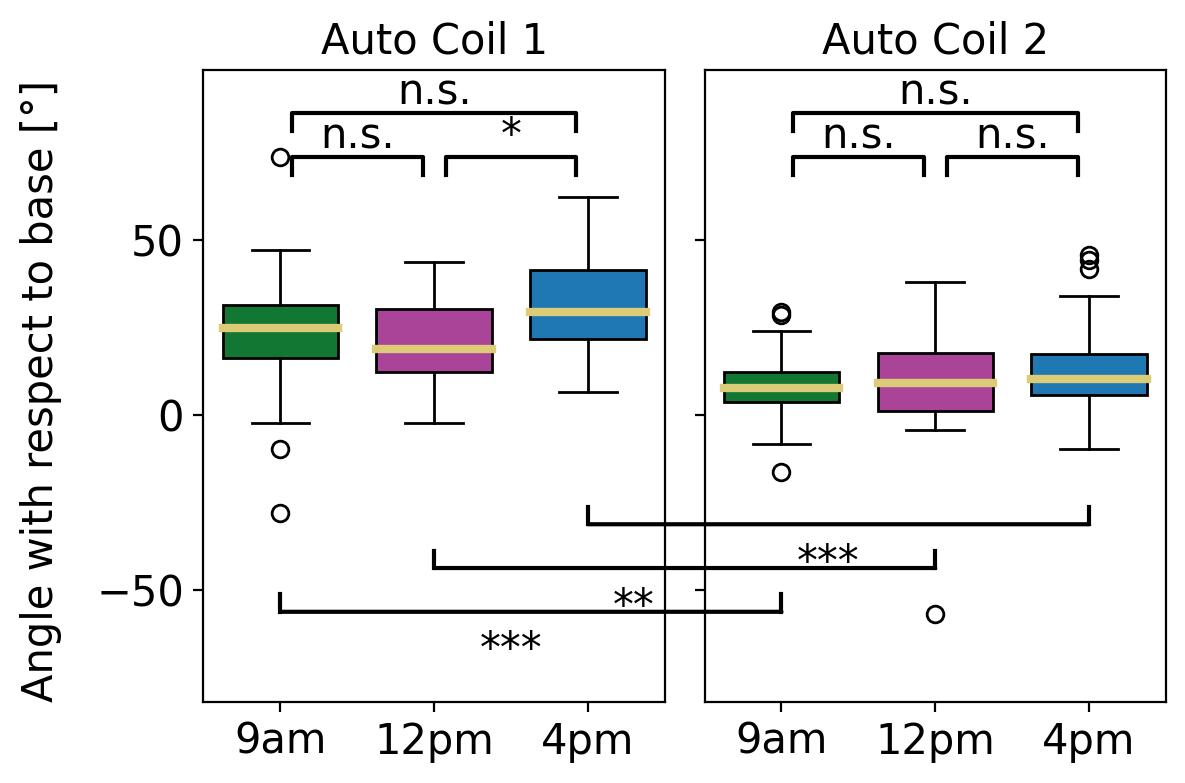 Auto Coil 1
Auto Coil 2
Angle with respect to base [°]
n.s.
n.s.
*
n.s.
n.s.
n.s.
50
0
−50
***
**
***
9am
12pm
4pm
9am
12pm
4pm